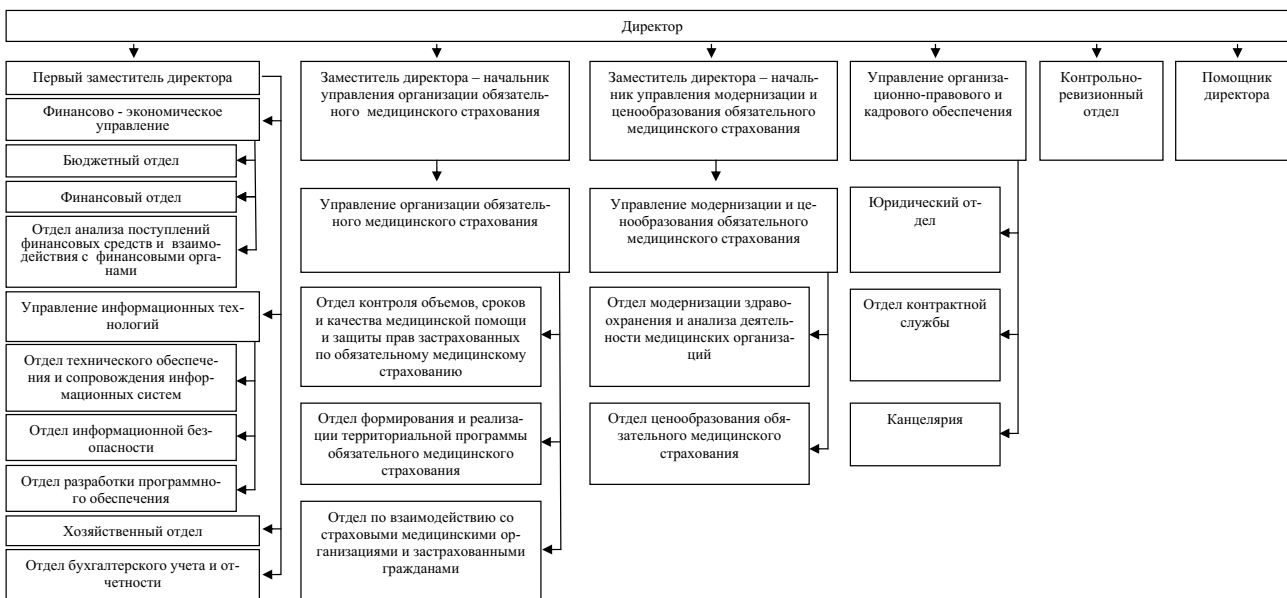 Директор
Первый заместитель директора
Финансово - экономическое
управление
Бюджетный отдел
Финансовый отдел
Отдел анализа поступлений
финансовых средств и взаимо-
действия с финансовыми орга-
нами
Управление информационных тех-
нологий
Отдел технического обеспече-
ния и сопровождения инфор-
мационных систем
Отдел информационной без-
опасности
Отдел разработки программно-
го обеспечения
Хозяйственный отдел
Отдел бухгалтерского учета и от-
четности
Заместитель директора – начальник
управления организации обязатель-
ного медицинского страхования
Управление организации обязатель-
ного медицинского страхования
Отдел контроля объемов, сроков
и качества медицинской помощи
и защиты прав застрахованных
по обязательному медицинскому
страхованию
Отдел формирования и реали-
зации территориальной программы
обязательного медицинского
страхования
Отдел по взаимодействию со
страховыми медицинскими ор-
ганизациями и застрахованными
гражданами
Заместитель директора – началь-
ник управления модернизации и
ценообразования обязательного
медицинского страхования
Управление модернизации и це-
нообразования обязательного
медицинского страхования
Отдел модернизации здраво-
охранения и анализа деятель-
ности медицинских организа-
ций
Отдел ценообразования обя-
зательного медицинского
страхования
Управление организа-
ционно-правового и
кадрового обеспечения
Юридический от-
дел
Отдел контрактной
службы
Канцелярия
Контрольно-
ревизионный
отдел
Помощник
директора